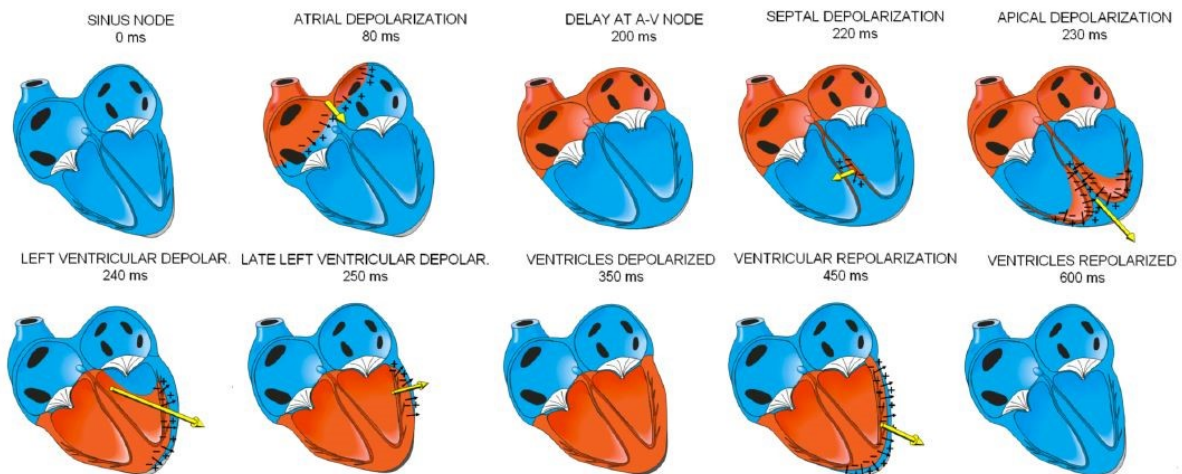 SINUS NODE
0 ms
ATRIAL DEPOLARIZATION
80 ms
DELAY AT A-V NODE
200 ms
SEPTAL DEPOLARIZATION
220 ms
APICAL DEPOLARIZATION
230 ms
LEFT VENTRICULAR DEPOLAR.
240 ms
LATE LEFT VENTRICULAR DEPOLAR.
250 ms
VENTRICLES DEPOLARIZED
350 ms
VENTRICULAR REPOLARIZATION
450 ms
VENTRICLES REPOLARIZED
600 ms